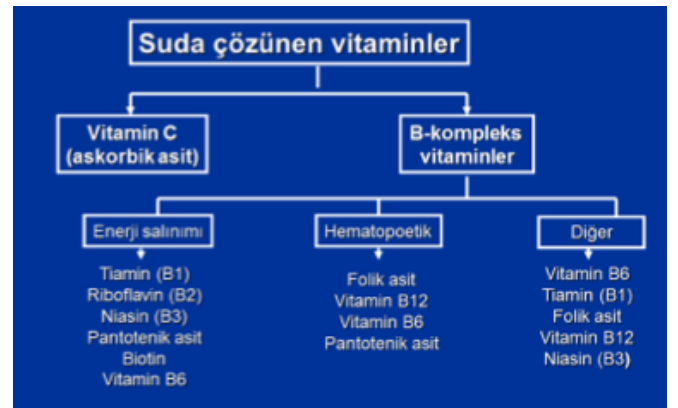 Suda çözünen vitaminler
Vitamin C
(askorbik asit)
B-kompleks
vitaminler
Enerji salınımı
Tiamin (B1)
Riboflavin (B2)
Niasin (B3)
Pantotenik asit
Biotin
Vitamin B6
Hematopoetik
Folik asit
Vitamin B12
Vitamin B6
Pantotenik asit
Diğer
Vitamin B6
Tiamin (B1)
Folik asit
Vitamin B12
Niasin (B3)